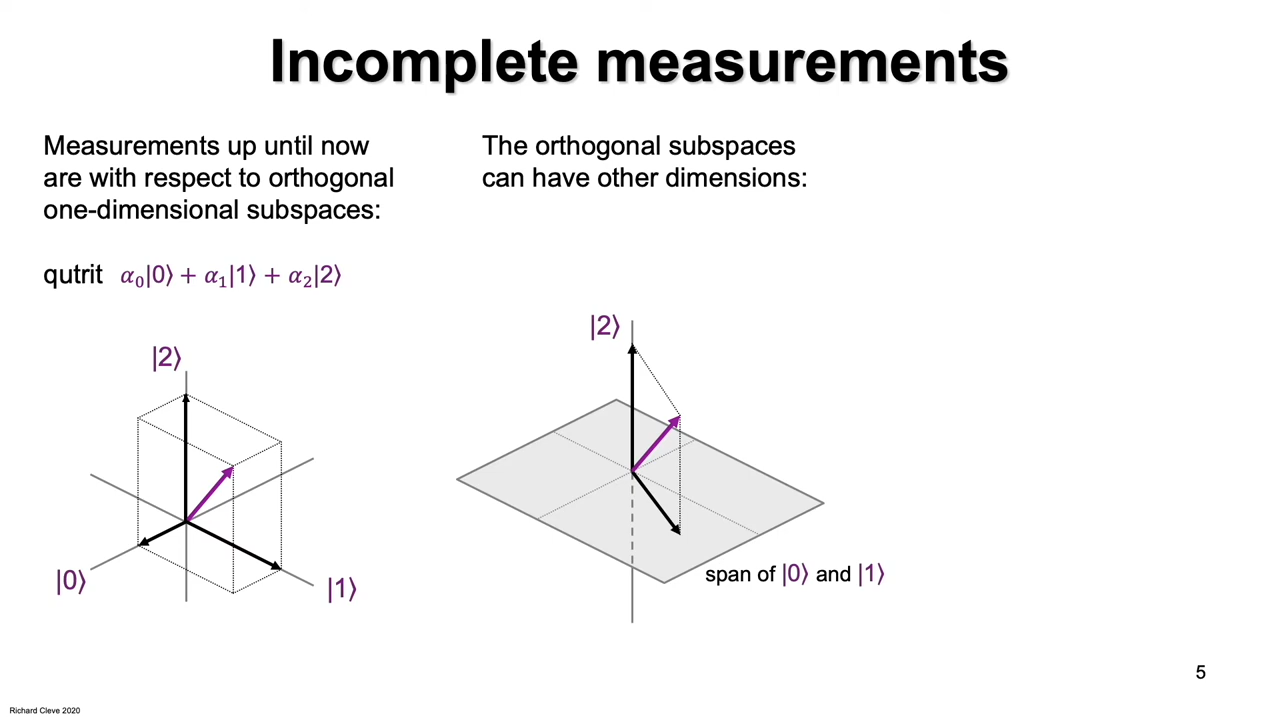 Incomplete measurements
Measurements up until now
are with respect to orthogonal
one-dimensional subspaces:
qutrit α₀|0⟩ + α₁|1⟩ + α₂|2⟩
|2⟩
|0⟩
|1⟩
The orthogonal subspaces
can have other dimensions:
|2⟩
span of |0⟩ and |1⟩
5
Richard Cleve 2020